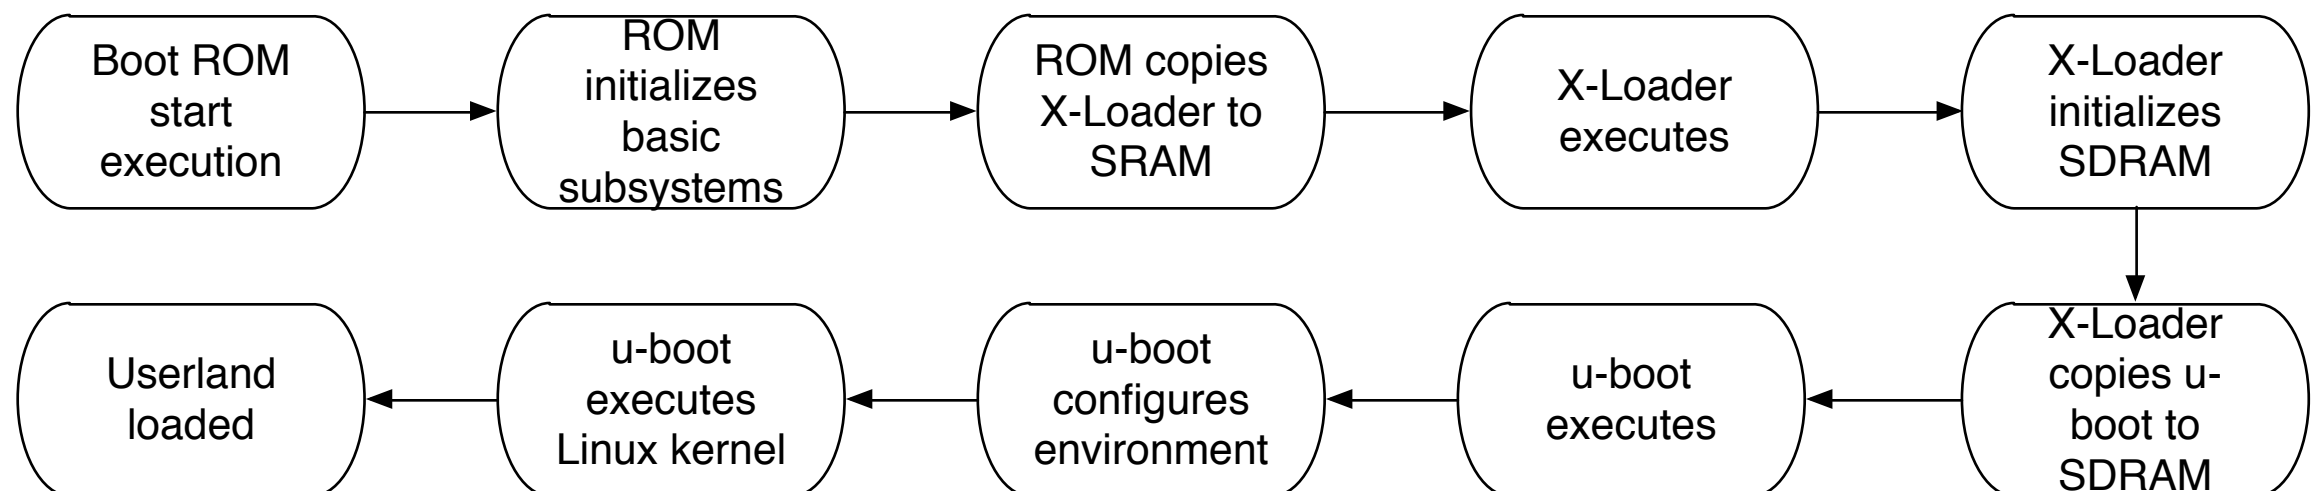 Boot ROM
start
execution
ROM
initializes
basic
subsystems
ROM copies
X-Loader to
SRAM
X-Loader
executes
X-Loader
initializes
SDRAM
X-Loader
copies u-
boot to
SDRAM
u-boot
executes
u-boot
configures
environment
u-boot
executes
Linux kernel
Userland
loaded